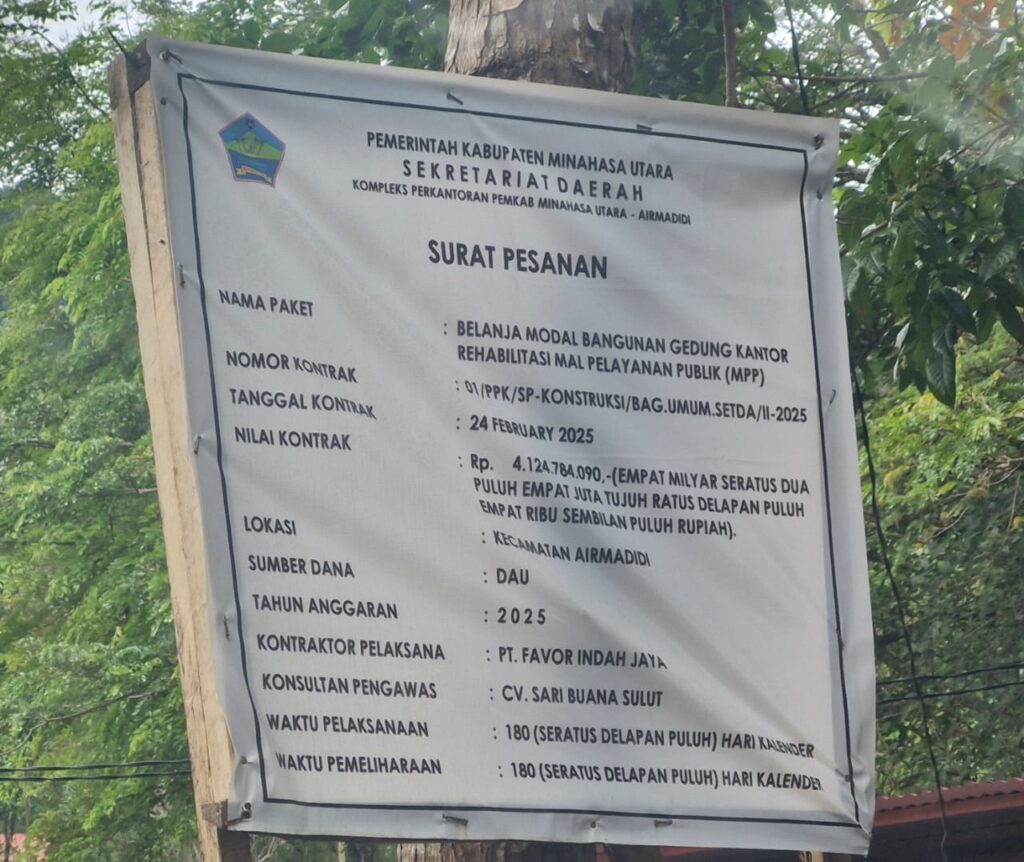 PEMERINTAH KABUPATEN MINAHASA UTARA
SEKRETARIAT DAERAH
KOMPLEKS PERKANTORAN PEMKAB MINAHASA UTARA - AIRMADIDI
SURAT PESANAN
NAMA PAKET : BELANJA MODAL BANGUNAN GEDUNG KANTOR
REHABILITASI MAL PELAYANAN PUBLIK (MPP)
NOMOR KONTRAK : 01/PPK/SP-KONSTRUKSI/BAG.UMUM.SETDA/II-2025
TANGGAL KONTRAK : 24 FEBRUARY 2025
NILAI KONTRAK : Rp. 4.124.784.090,-(EMPAT MILYAR SERATUS DUA
PULUH EMPAT JUTA TUJUH RATUS DELAPAN PULUH
EMPAT RIBU SEMBILAN PULUH RUPIAH).
LOKASI : KECAMATAN AIRMADIDI
SUMBER DANA : DAU
TAHUN ANGGARAN : 2025
KONTRAKTOR PELAKSANA : PT. FAVOR INDAH JAYA
KONSULTAN PENGAWAS : CV. SARI BUANA SULUT
WAKTU PELAKSANAAN : 180 (SERATUS DELAPAN PULUH) HARI KALENDER
WAKTU PEMELIHARAAN : 180 (SERATUS DELAPAN PULUH) HARI KALENDER